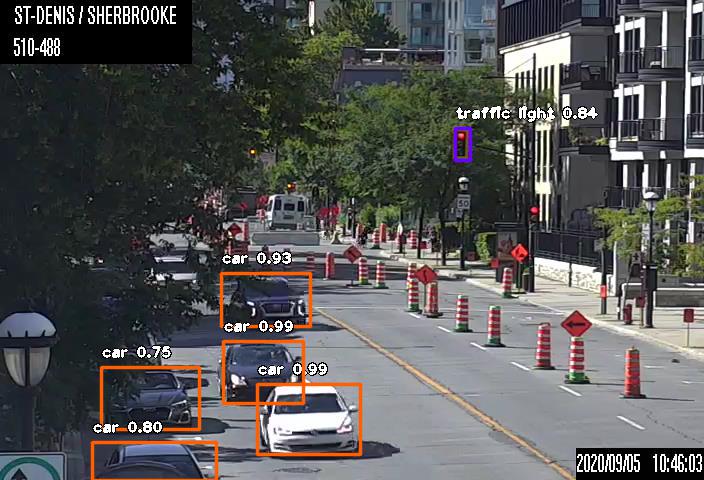 ST-DENIS / SHERBROOKE
510-488
traffic light 0.84
50
car 0.93
car 0.99
car 0.99
car 0.75
car 0.80
2020/09/05 10:46:03